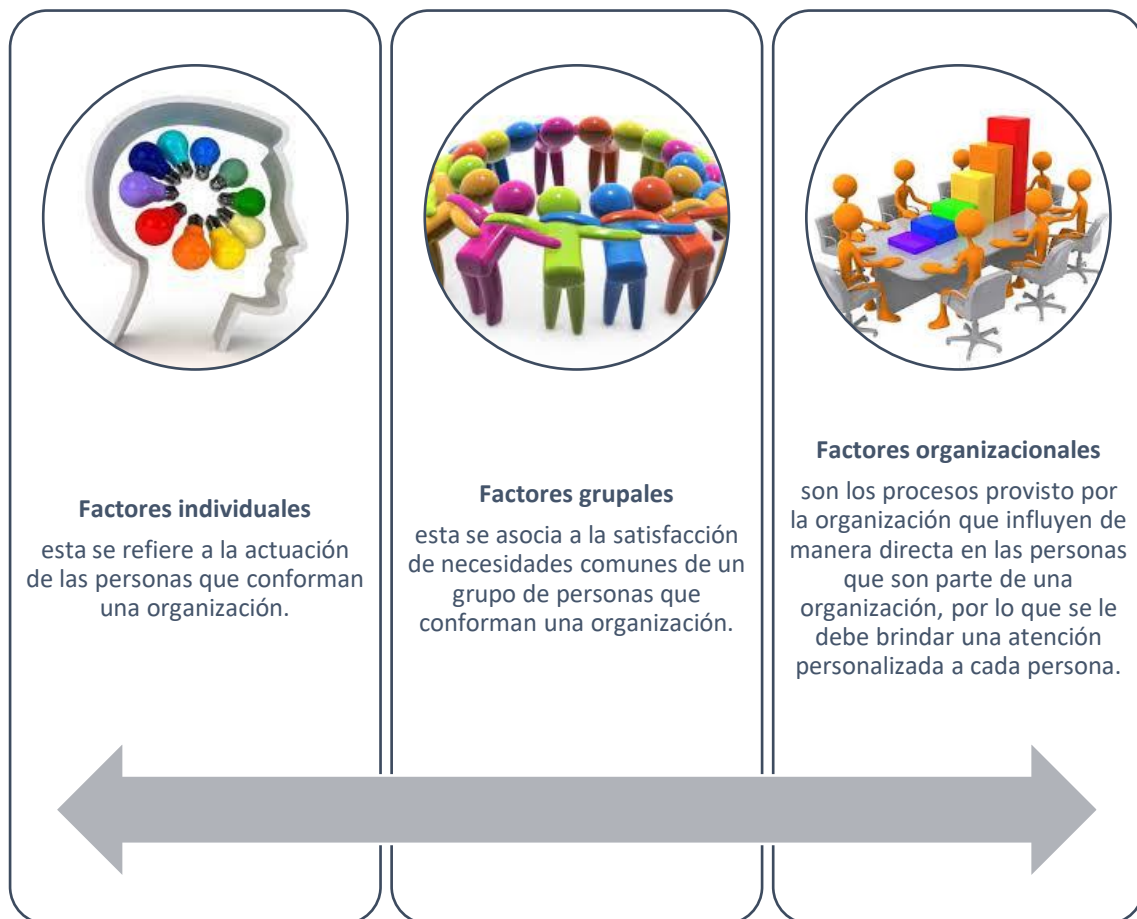 Factores individuales
esta se refiere a la actuación
de las personas que conforman
una organización.
Factores grupales
esta se asocia a la satisfacción
de necesidades comunes de un
grupo de personas que
conforman una organización.
Factores organizacionales
son los procesos provisto por
la organización que influyen de
manera directa en las personas
que son parte de una
organización, por lo que se le
debe brindar una atención
personalizada a cada persona.